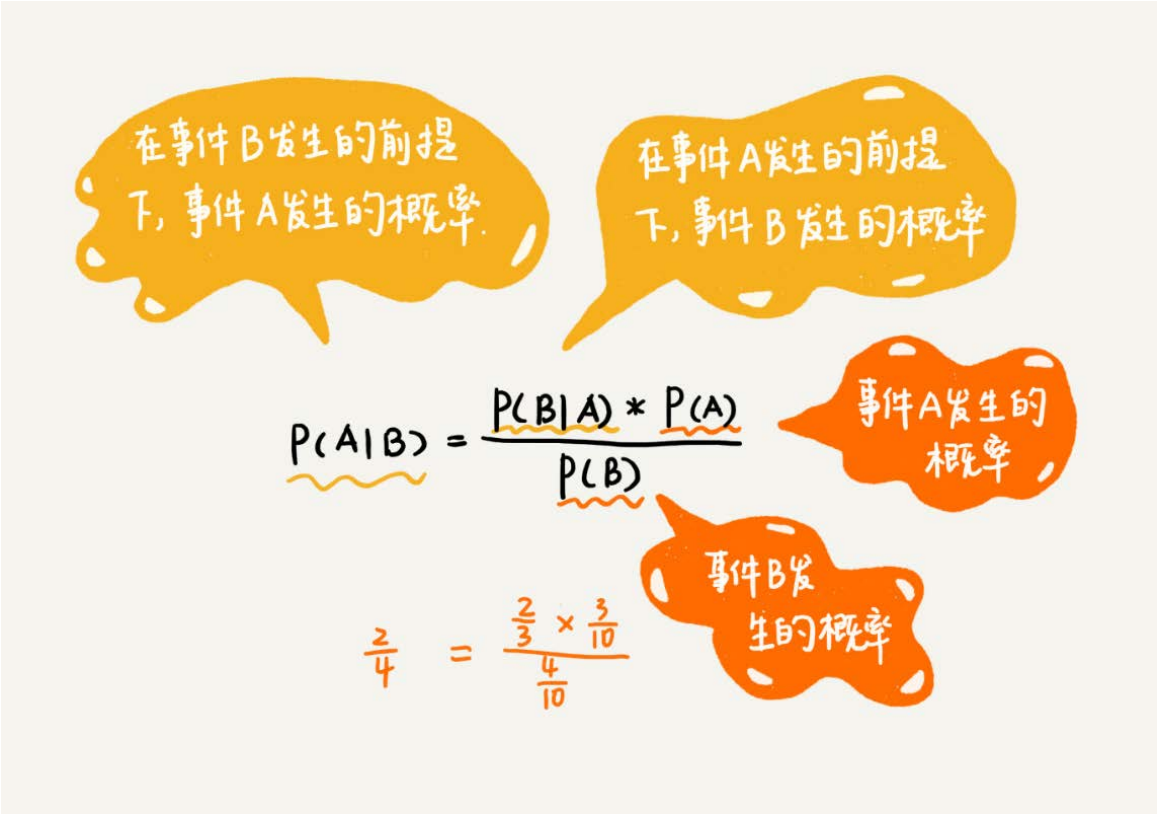 在事件B发生的前提
下,事件A发生的概率.
在事件A发生的前提
下,事件B发生的概率
P(A|B) = P(B|A) * P(A) / P(B)
事件A发生的
概率
事件B发
生的概率
2/4 = 2/3 × 3/10 / 4/10